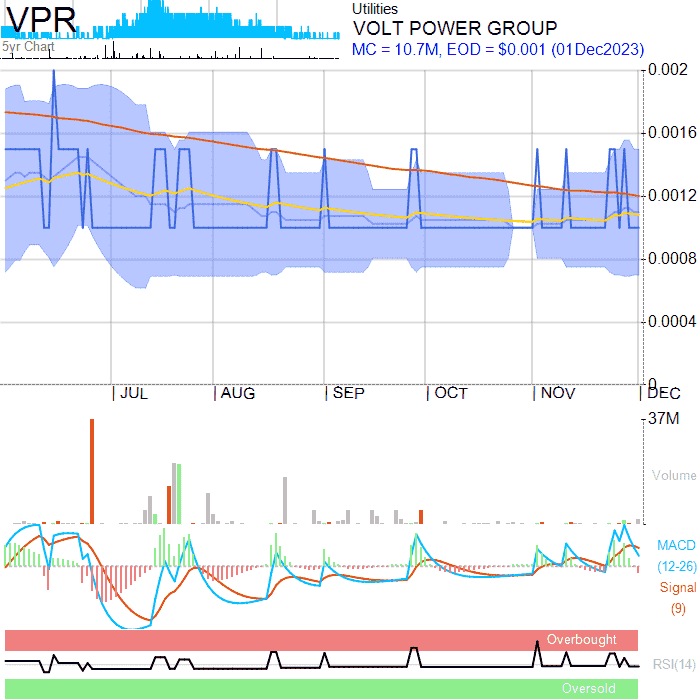 VPR
5yr Chart
Utilities
VOLT POWER GROUP
MC = 10.7M, EOD = $0.001 (01Dec2023)
0.002
0.0016
0.0012
0.0008
0.0004
0
JUL AUG SEP OCT NOV DEC
37M
Volume
MACD
(12-26)
Signal
(9)
Overbought
RSI(14)
Oversold